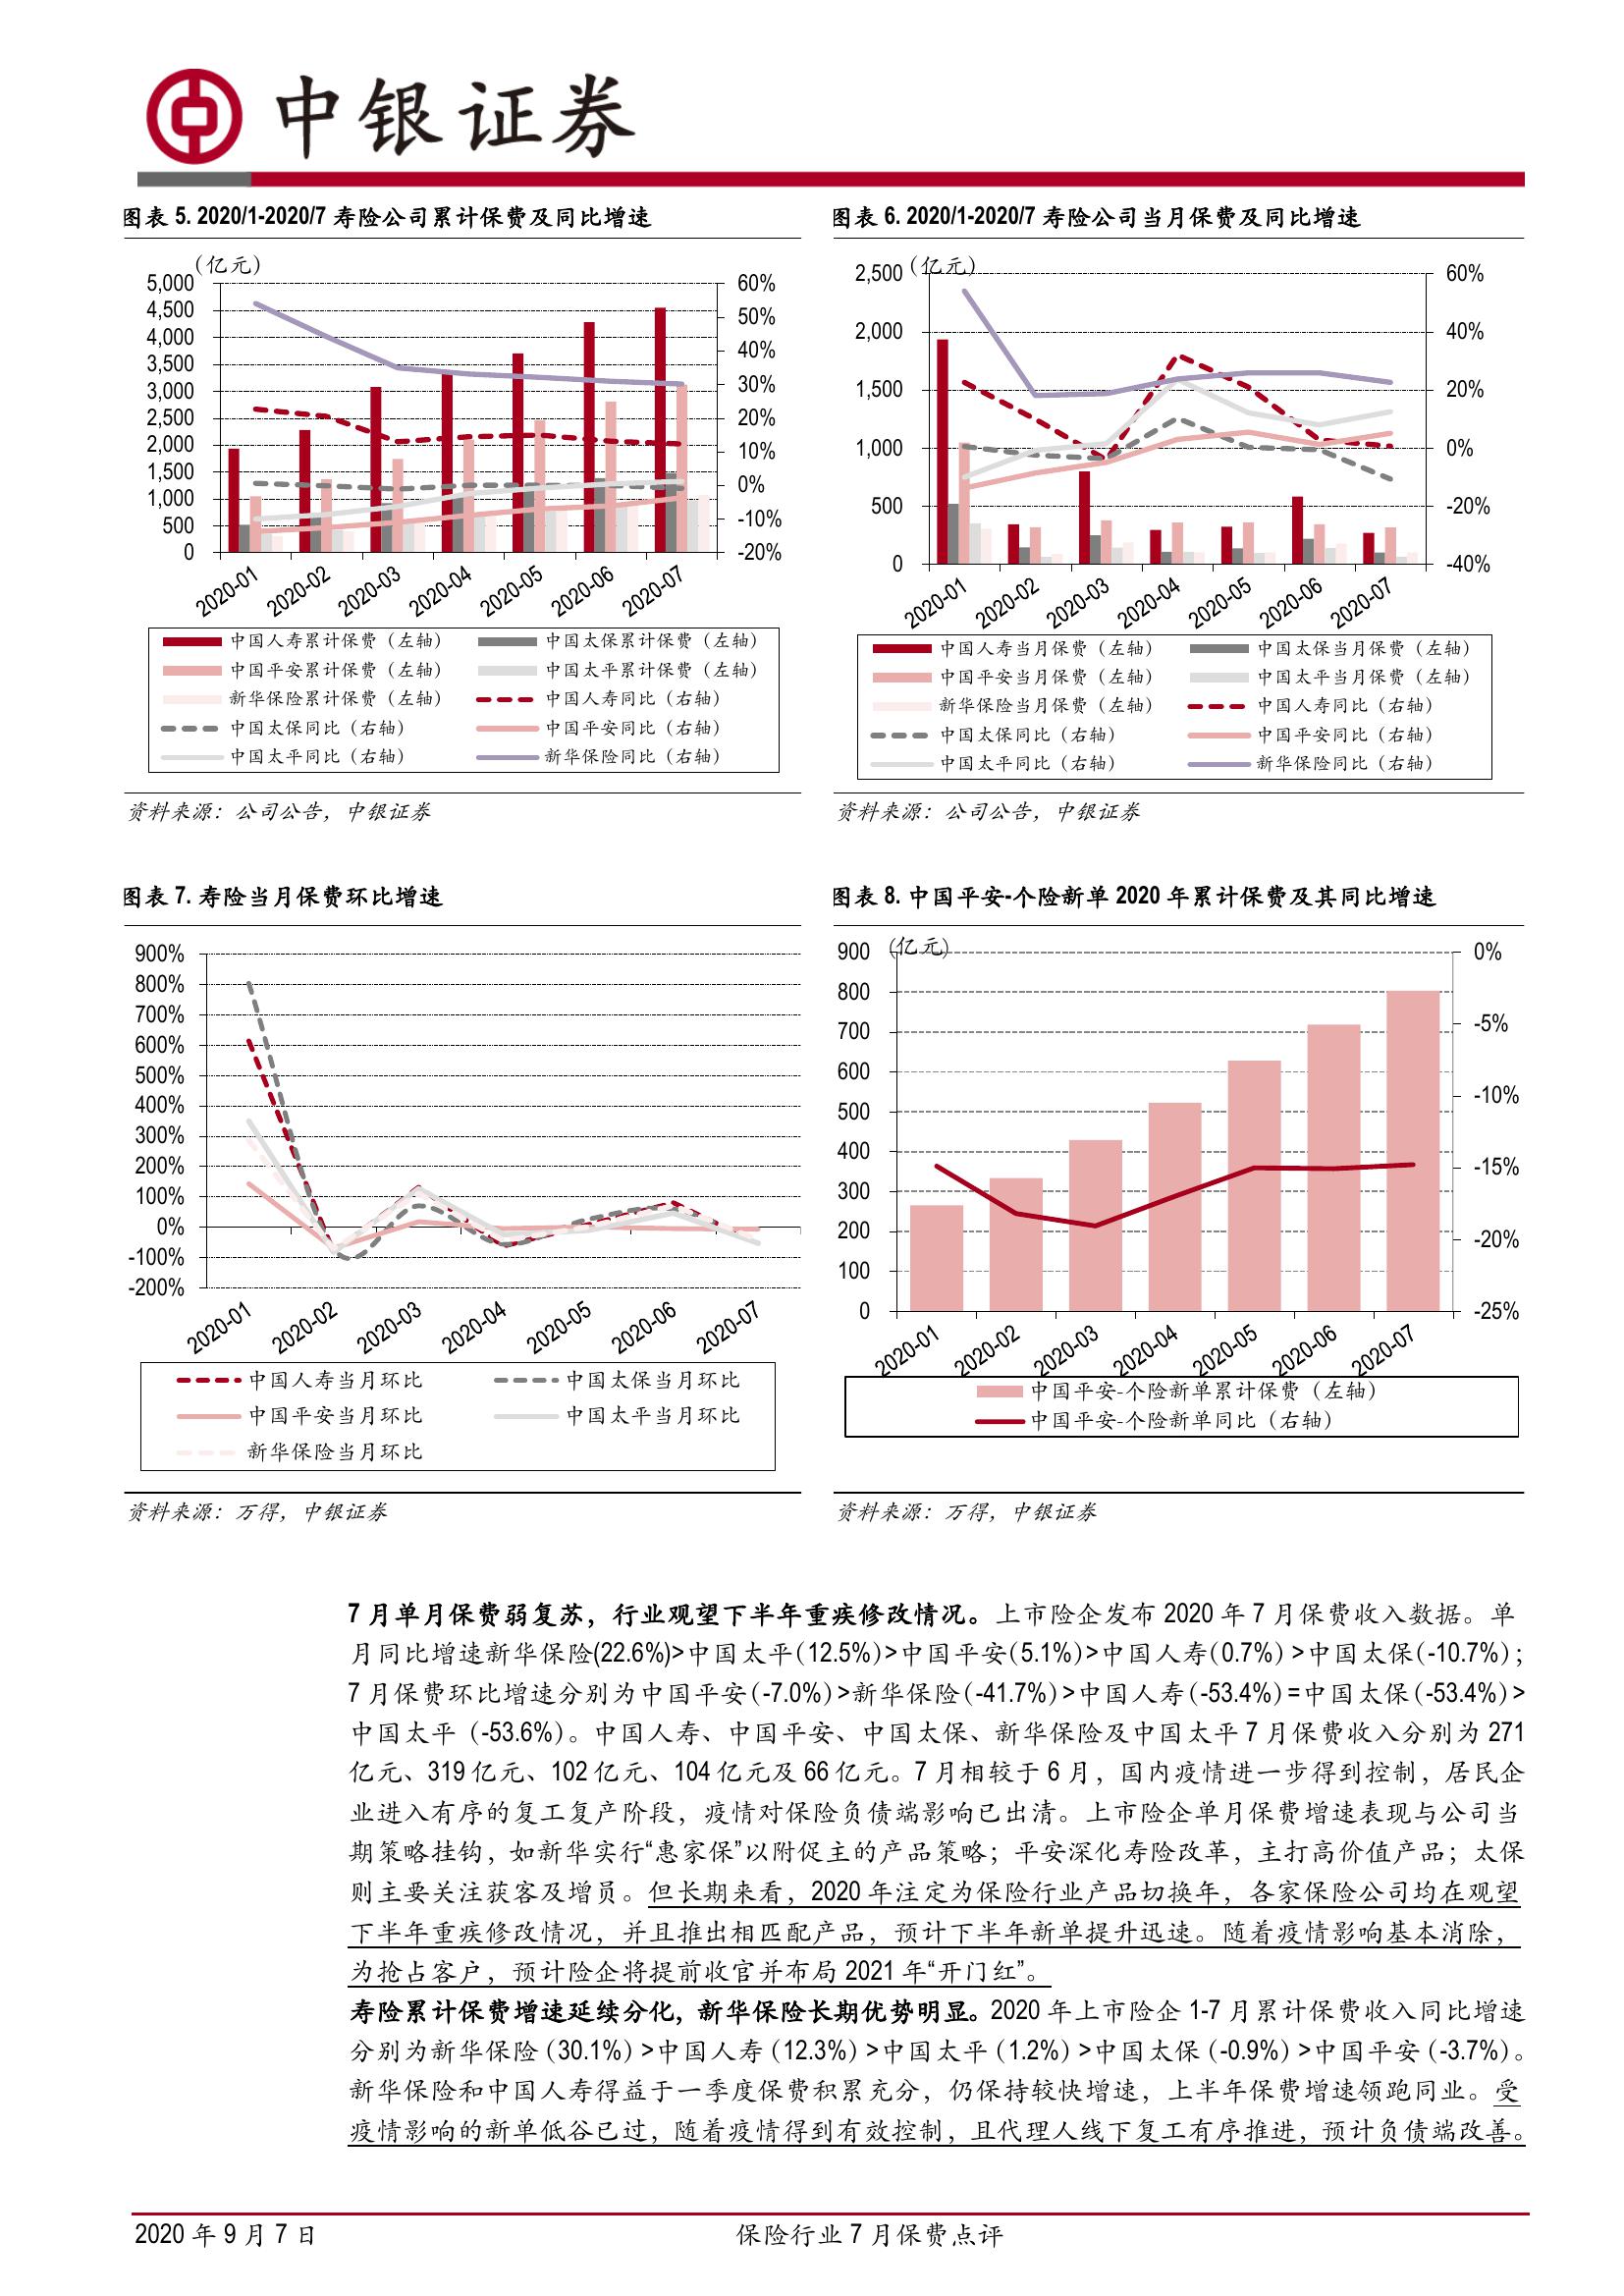 中银证券
图表 5. 2020/1-2020/7 寿险公司累计保费及同比增速
（亿元）
5,000
4,500
4,000
3,500
3,000
2,500
2,000
1,500
1,000
500
0
60%
50%
40%
30%
20%
10%
0%
-10%
-20%
2020-01
2020-02
2020-03
2020-04
2020-05
2020-06
2020-07
中国人寿累计保费（左轴）
中国太保累计保费（左轴）
中国平安累计保费（左轴）
中国太平累计保费（左轴）
新华保险累计保费（左轴）
中国人寿同比（右轴）
中国太保同比（右轴）
中国平安同比（右轴）
中国太平同比（右轴）
新华保险同比（右轴）
资料来源：公司公告，中银证券
图表 6. 2020/1-2020/7 寿险公司当月保费及同比增速
（亿元）
2,500
2,000
1,500
1,000
500
0
60%
40%
20%
0%
-20%
-40%
2020-01
2020-02
2020-03
2020-04
2020-05
2020-06
2020-07
中国人寿当月保费（左轴）
中国太保当月保费（左轴）
中国平安当月保费（左轴）
中国太平当月保费（左轴）
新华保险当月保费（左轴）
中国人寿同比（右轴）
中国太保同比（右轴）
中国平安同比（右轴）
中国太平同比（右轴）
新华保险同比（右轴）
资料来源：公司公告，中银证券
图表 7. 寿险当月保费环比增速
900%
800%
700%
600%
500%
400%
300%
200%
100%
0%
-100%
-200%
2020-01
2020-02
2020-03
2020-04
2020-05
2020-06
2020-07
中国人寿当月环比
中国太保当月环比
中国平安当月环比
中国太平当月环比
新华保险当月环比
资料来源：万得，中银证券
图表 8. 中国平安-个险新单 2020 年累计保费及其同比增速
（亿元）
900
800
700
600
500
400
300
200
100
0
0%
-5%
-10%
-15%
-20%
-25%
2020-01
2020-02
2020-03
2020-04
2020-05
2020-06
2020-07
中国平安-个险新单累计保费（左轴）
中国平安-个险新单同比（右轴）
资料来源：万得，中银证券
7 月单月保费弱复苏，行业观望下半年重疾修改情况。上市险企发布 2020 年 7 月保费收入数据。单
月同比增速新华保险(22.6%)>中国太平(12.5%)>中国平安(5.1%)>中国人寿(0.7%) >中国太保(-10.7%)；
7 月保费环比增速分别为中国平安(-7.0%)>新华保险(-41.7%)>中国人寿(-53.4%)=中国太保(-53.4%)>
中国太平 (-53.6%)。中国人寿、中国平安、中国太保、新华保险及中国太平 7 月保费收入分别为 271
亿元、319 亿元、102 亿元、104 亿元及 66 亿元。7 月相较于 6 月，国内疫情进一步得到控制，居民企
业进入有序的复工复产阶段，疫情对保险负债端影响已出清。上市险企单月保费增速表现与公司当
期策略挂钩，如新华实行“惠家保”以附促主的产品策略；平安深化寿险改革，主打高价值产品；太保
则主要关注获客及增员。但长期来看，2020 年注定为保险行业产品切换年，各家保险公司均在观望
下半年重疾修改情况，并且推出相匹配产品，预计下半年新单提升迅速。随着疫情影响基本消除，
为抢占客户，预计险企将提前收官并布局 2021 年“开门红”。
寿险累计保费增速延续分化，新华保险长期优势明显。2020 年上市险企 1-7 月累计保费收入同比增速
分别为新华保险 (30.1%) >中国人寿 (12.3%) >中国太平 (1.2%) >中国太保 (-0.9%) >中国平安 (-3.7%)。
新华保险和中国人寿得益于一季度保费积累充分，仍保持较快增速，上半年保费增速领跑同业。受
疫情影响的新单低谷已过，随着疫情得到有效控制，且代理人线下复工有序推进，预计负债端改善。
2020 年 9 月 7 日
保险行业 7 月保费点评